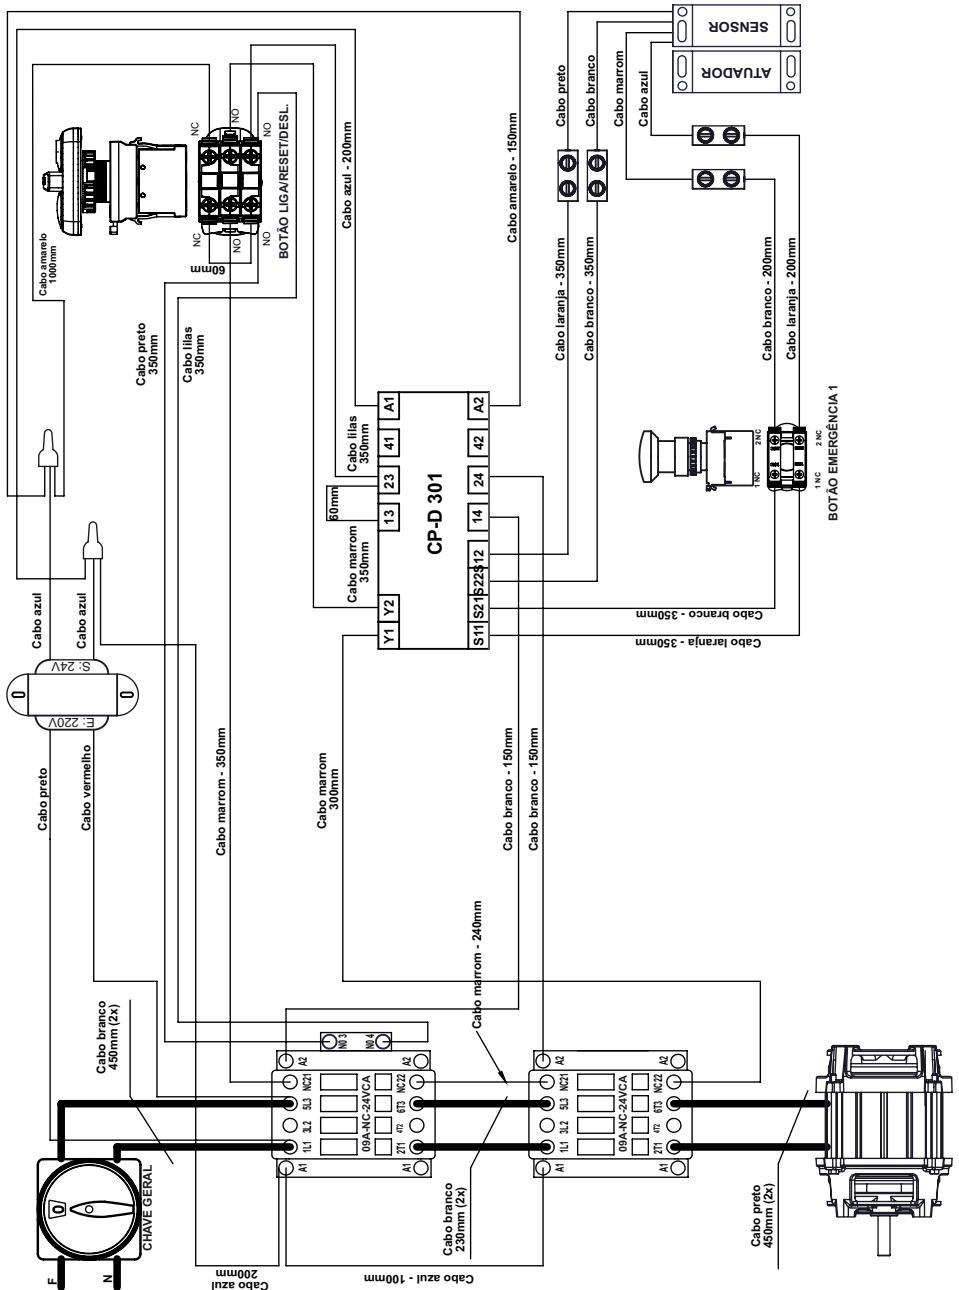 SENSOR
ATUADOR
Cabo preto
Cabo branco
Cabo marrom
Cabo azul
NC
NO
NO
NC
NO
NO
BOTÃO LIGA/RESET/DESL.
60mm
Cabo amarelo
1000mm
Cabo azul - 200mm
Cabo amarelo - 150mm
Cabo preto
350mm
Cabo lilas
350mm
Cabo laranja - 350mm
Cabo branco - 350mm
Cabo branco - 200mm
Cabo laranja - 200mm
CP-D 301
A1
41
23
13
Y2
Y1
A2
42
24
14
S12
S22
S21
S11
Cabo lilas
350mm
60mm
Cabo marrom
350mm
1 NC
2 NC
1 NC
2 NC
BOTÃO EMERGÊNCIA 1
Cabo branco - 350mm
Cabo laranja - 350mm
Cabo azul
Cabo azul
S: 24V
E: 220V
Cabo preto
Cabo vermelho
Cabo marrom - 350mm
Cabo marrom
300mm
Cabo branco - 150mm
Cabo branco - 150mm
Cabo marrom - 240mm
Cabo branco
450mm (2x)
NO 3
NO 4
A2
NC21
5L3
3L2
1L1
A1
09A-NC-24VCA
A2
NC22
6T3
4T2
2T1
A1
A2
NC21
5L3
3L2
1L1
A1
09A-NC-24VCA
A2
NC22
6T3
4T2
2T1
A1
0
CHAVE GERAL
F
N
Cabo azul
200mm
Cabo azul - 100mm
Cabo branco
230mm (2x)
Cabo preto
450mm (2x)